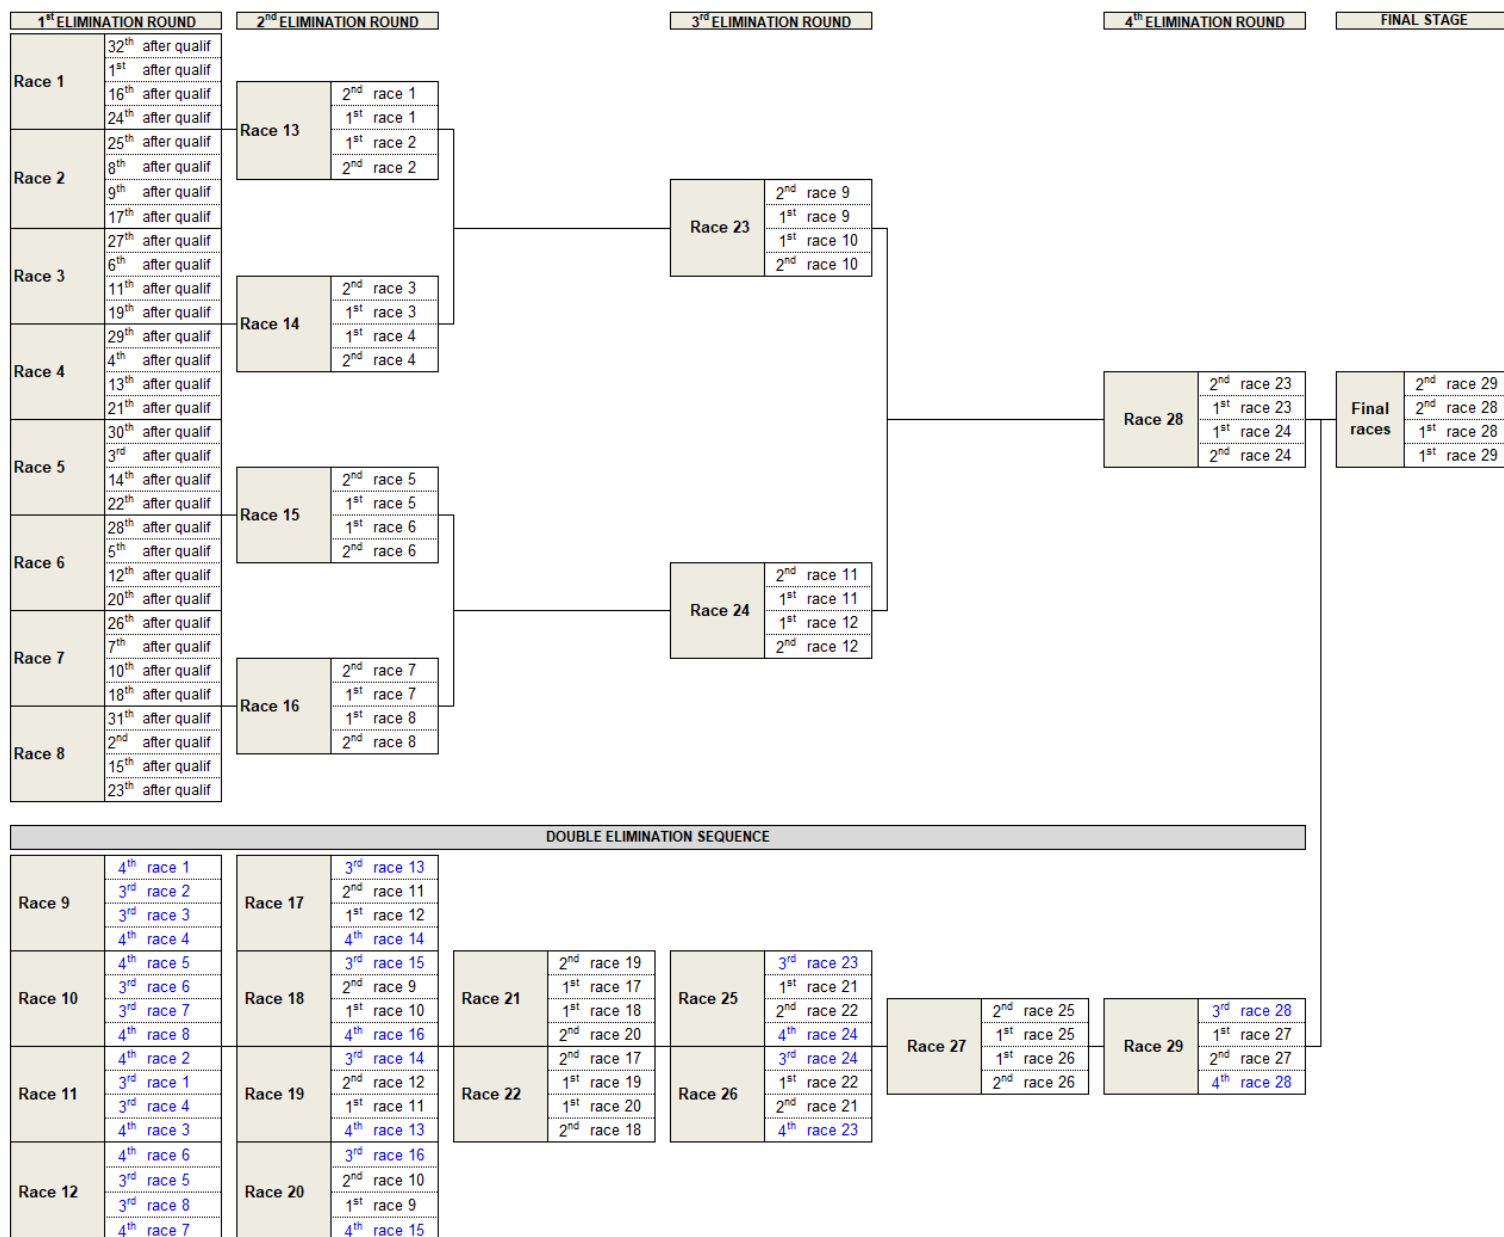 1st ELIMINATION ROUND
2nd ELIMINATION ROUND
3rd ELIMINATION ROUND
4th ELIMINATION ROUND
FINAL STAGE
Race 1
32th after qualif
1st after qualif
16th after qualif
24th after qualif
Race 2
25th after qualif
8th after qualif
9th after qualif
17th after qualif
Race 3
27th after qualif
6th after qualif
11th after qualif
19th after qualif
Race 4
29th after qualif
4th after qualif
13th after qualif
21th after qualif
Race 5
30th after qualif
3rd after qualif
14th after qualif
22th after qualif
Race 6
28th after qualif
5th after qualif
12th after qualif
20th after qualif
Race 7
26th after qualif
7th after qualif
10th after qualif
18th after qualif
Race 8
31th after qualif
2nd after qualif
15th after qualif
23th after qualif
Race 13
2nd race 1
1st race 1
1st race 2
2nd race 2
Race 14
2nd race 3
1st race 3
1st race 4
2nd race 4
Race 15
2nd race 5
1st race 5
1st race 6
2nd race 6
Race 16
2nd race 7
1st race 7
1st race 8
2nd race 8
Race 23
2nd race 9
1st race 9
1st race 10
2nd race 10
Race 24
2nd race 11
1st race 11
1st race 12
2nd race 12
Race 28
2nd race 23
1st race 23
1st race 24
2nd race 24
Final
races
2nd race 29
2nd race 28
1st race 28
1st race 29
DOUBLE ELIMINATION SEQUENCE
Race 9
4th race 1
3rd race 2
3rd race 3
4th race 4
Race 10
4th race 5
3rd race 6
3rd race 7
4th race 8
Race 11
4th race 2
3rd race 1
3rd race 4
4th race 3
Race 12
4th race 6
3rd race 5
3rd race 8
4th race 7
Race 17
3rd race 13
2nd race 11
1st race 12
4th race 14
Race 18
3rd race 15
2nd race 9
1st race 10
4th race 16
Race 19
3rd race 14
2nd race 12
1st race 11
4th race 13
Race 20
3rd race 16
2nd race 10
1st race 9
4th race 15
Race 21
2nd race 19
1st race 17
1st race 18
2nd race 20
Race 22
2nd race 17
1st race 19
1st race 20
2nd race 18
Race 25
3rd race 23
1st race 21
2nd race 22
4th race 24
Race 26
3rd race 24
1st race 22
2nd race 21
4th race 23
Race 27
2nd race 25
1st race 25
1st race 26
2nd race 26
Race 29
3rd race 28
1st race 27
2nd race 27
4th race 28